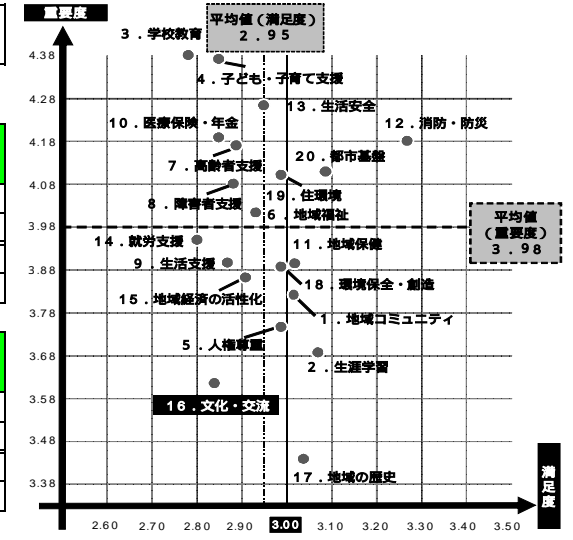 重要度
平均値(満足度)
2.95
3.学校教育
4.38
4.子ども・子育て支援
4.28
13.生活安全
10.医療保険・年金
12.消防・防災
4.18
20.都市基盤
7.高齢者支援
4.08
19.住環境
8.障害者支援
6.地域福祉
平均値
(重要度)
3.98
3.98
14.就労支援
11.地域保健
9.生活支援
3.88
18.環境保全・創造
15.地域経済の活性化
3.78
1.地域コミュニティ
5.人権尊重
3.68
2.生涯学習
3.58
16.文化・交流
3.48
17.地域の歴史
3.38
満足度
2.60 2.70 2.80 2.90 3.00 3.10 3.20 3.30 3.40 3.50